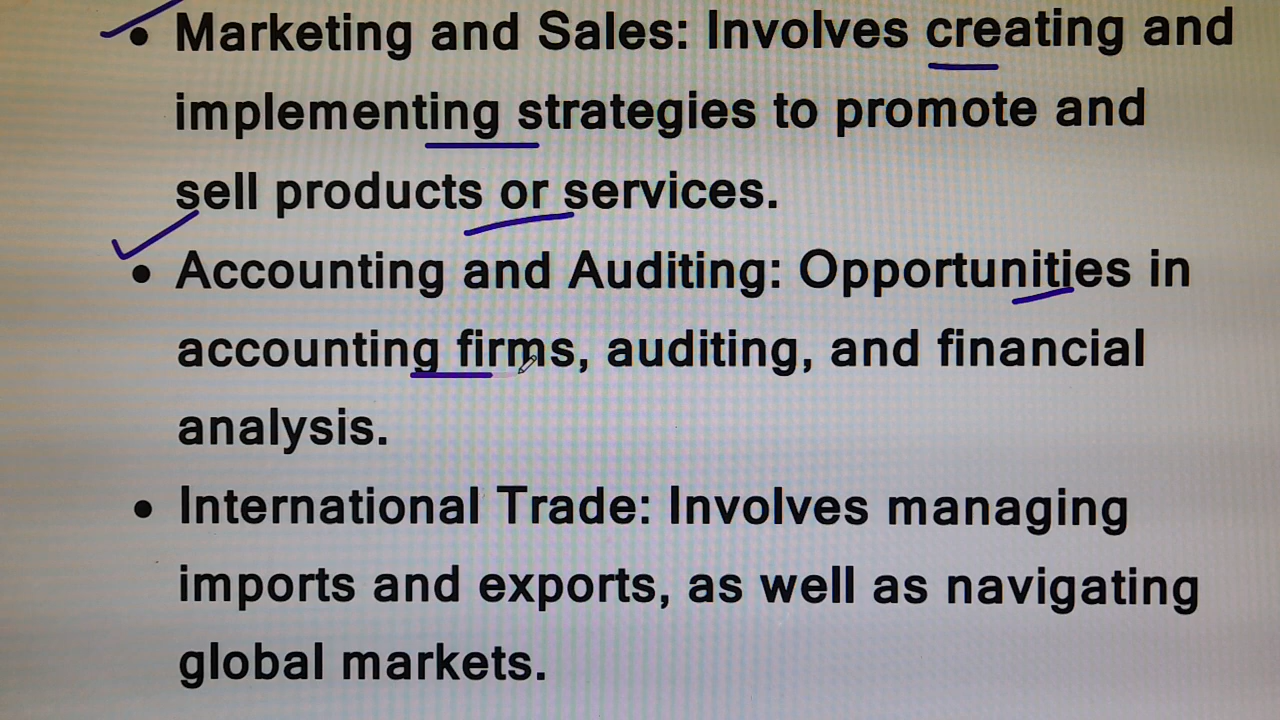 • Marketing and Sales: Involves creating and
implementing strategies to promote and
sell products or services.
• Accounting and Auditing: Opportunities in
accounting firms, auditing, and financial
analysis.
• International Trade: Involves managing
imports and exports, as well as navigating
global markets.